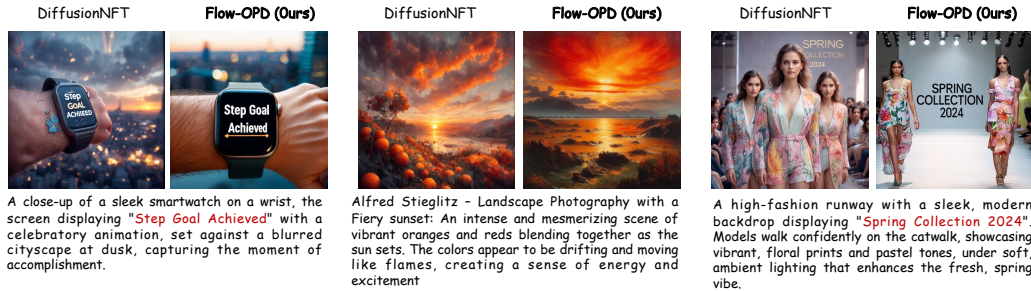 DiffusionNFT
Flow-OPD (Ours)
DiffusionNFT
Flow-OPD (Ours)
DiffusionNFT
Flow-OPD (Ours)
Step
GOAL
ACHIEED
Step Goal
Achieved
SPRING
COLLECTION
2024
SPRING
COLLECTION
2024
A close-up of a sleek smartwatch on a wrist, the
screen displaying "Step Goal Achieved" with a
celebratory animation, set against a blurred
cityscape at dusk, capturing the moment of
accomplishment.
Alfred Stieglitz – Landscape Photography with a
Fiery sunset: An intense and mesmerizing scene of
vibrant oranges and reds blending together as the
sun sets. The colors appear to be drifting and moving
like flames, creating a sense of energy and
excitement
A high-fashion runway with a sleek, modern
backdrop displaying "Spring Collection 2024".
Models walk confidently on the catwalk, showcasing
vibrant, floral prints and pastel tones, under soft,
ambient lighting that enhances the fresh, spring
vibe.